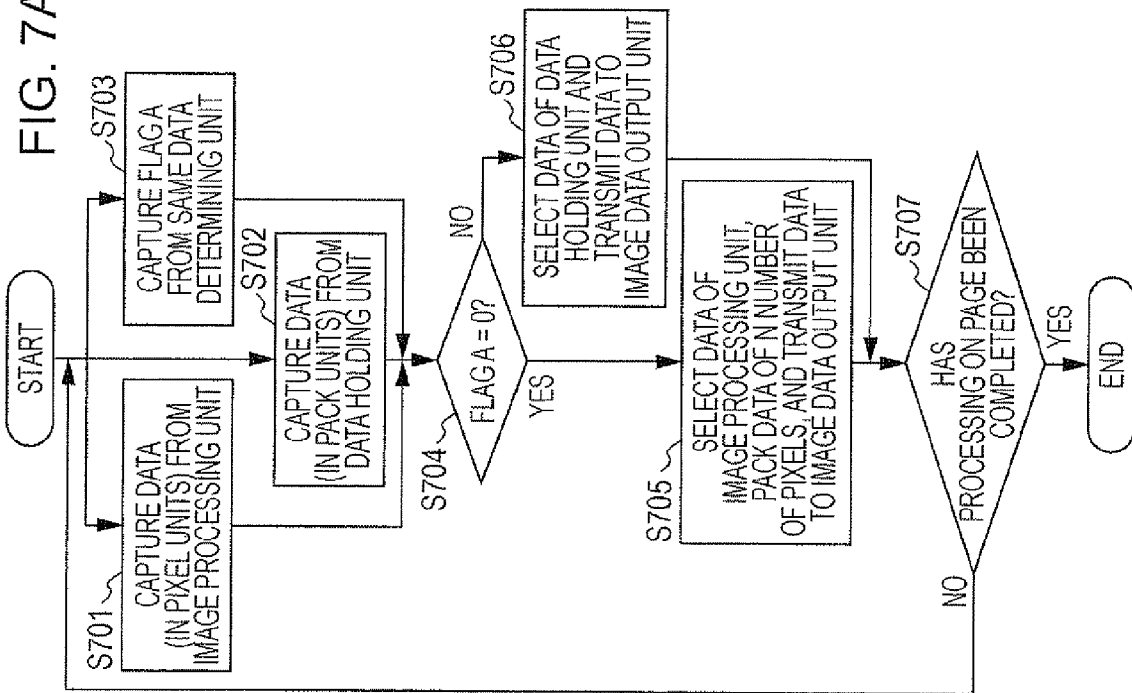 FIG. 7A
START
S701
CAPTURE DATA
(IN PIXEL UNITS) FROM
IMAGE PROCESSING UNIT
S702
CAPTURE DATA
(IN PACK UNITS) FROM
DATA HOLDING UNIT
S703
CAPTURE FLAG A
FROM SAME DATA
DETERMINING UNIT
S704
FLAG A = 0?
NO
YES
S705
SELECT DATA OF
IMAGE PROCESSING UNIT,
PACK DATA OF N NUMBER
OF PIXELS, AND TRANSMIT DATA
TO IMAGE DATA OUTPUT UNIT
S706
SELECT DATA OF DATA
HOLDING UNIT AND
TRANSMIT DATA TO
IMAGE DATA OUTPUT UNIT
S707
HAS
PROCESSING ON PAGE BEEN
COMPLETED?
NO
YES
END